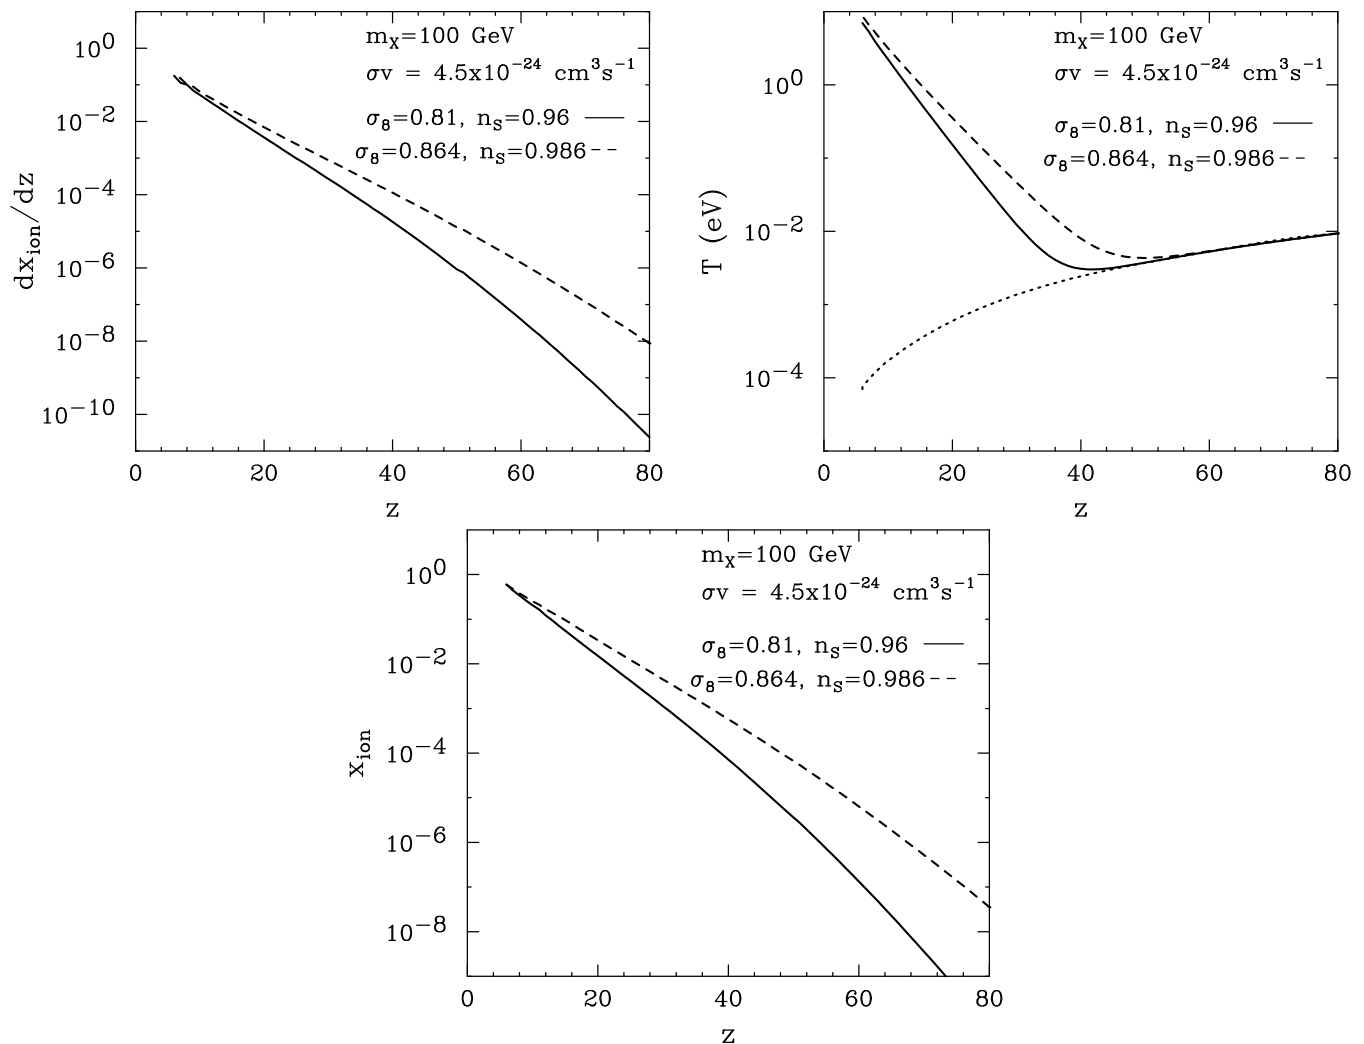 m_X=100 GeV
σv = 4.5x10^−24 cm^3s^−1
σ_8=0.81, n_S=0.96
σ_8=0.864, n_S=0.986
dx_ion/dz
10^0
10^−2
10^−4
10^−6
10^−8
10^−10
0 20 40 60 80
z
m_X=100 GeV
σv = 4.5x10^−24 cm^3s^−1
σ_8=0.81, n_S=0.96
σ_8=0.864, n_S=0.986
T (eV)
10^0
10^−2
10^−4
0 20 40 60 80
z
m_X=100 GeV
σv = 4.5x10^−24 cm^3s^−1
σ_8=0.81, n_S=0.96
σ_8=0.864, n_S=0.986
x_ion
10^0
10^−2
10^−4
10^−6
10^−8
0 20 40 60 80
z